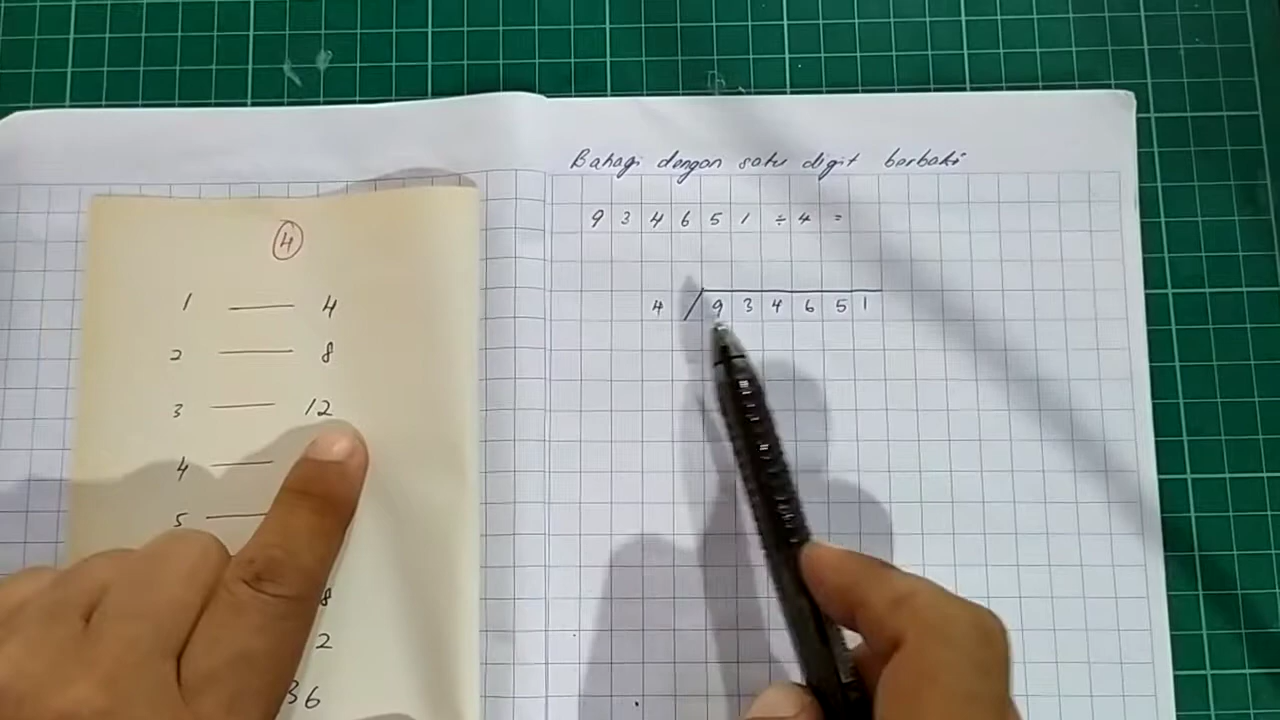 4
1 —— 4
2 —— 8
3 —— 12
4 ——
5 ——
8
2
36
Bahagi dengan satu digit berbaki
9 3 4 6 5 1 ÷ 4 =
4 / 9 3 4 6 5 1